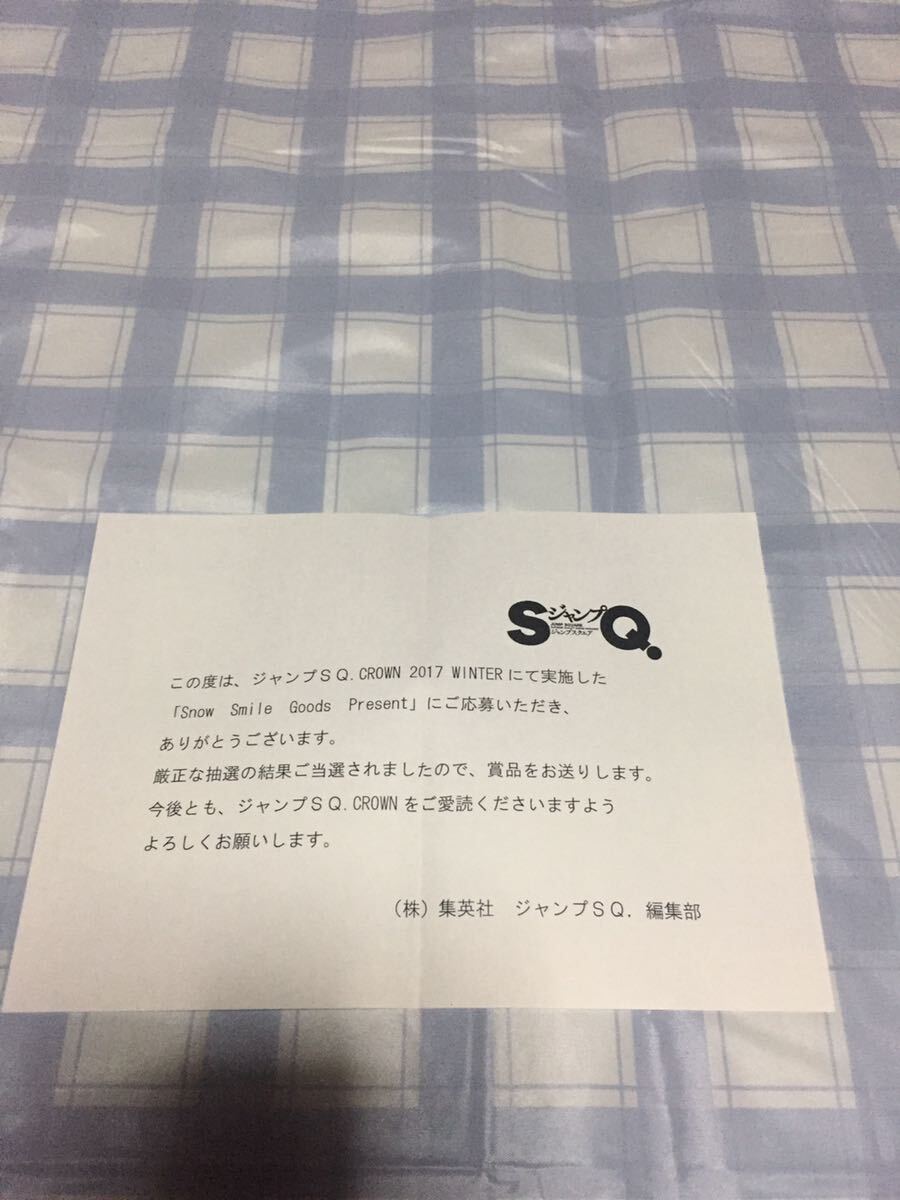 SジャンプQ.
JUMP SQUARE
ジャンプスクエア
この度は、ジャンプＳＱ.CROWN 2017 WINTERにて実施した
「Snow Smile Goods Present」にご応募いただき、
ありがとうございます。
厳正な抽選の結果ご当選されましたので、賞品をお送りします。
今後とも、ジャンプＳＱ.CROWNをご愛読くださいますよう
よろしくお願いします。
（株）集英社　ジャンプＳＱ．編集部